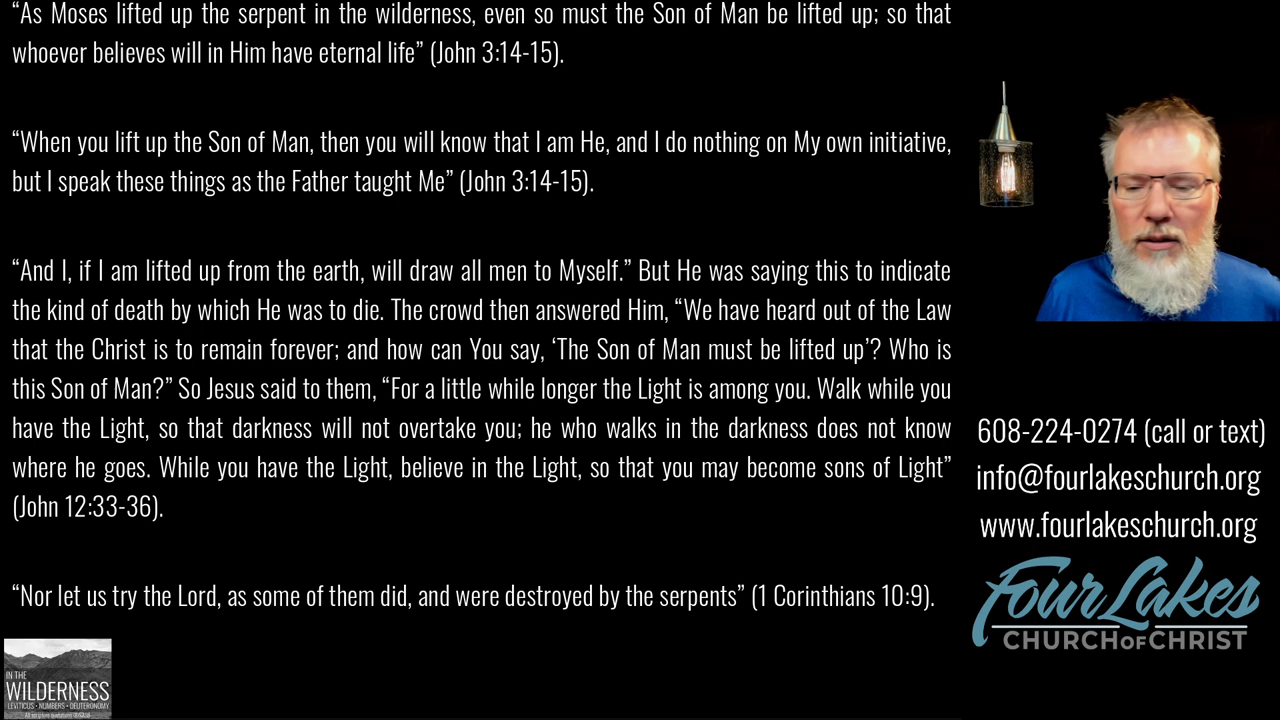 “As Moses lifted up the serpent in the wilderness, even so must the Son of Man be lifted up; so that
whoever believes will in Him have eternal life” (John 3:14-15).
“When you lift up the Son of Man, then you will know that I am He, and I do nothing on My own initiative,
but I speak these things as the Father taught Me” (John 3:14-15).
“And I, if I am lifted up from the earth, will draw all men to Myself.” But He was saying this to indicate
the kind of death by which He was to die. The crowd then answered Him, “We have heard out of the Law
that the Christ is to remain forever; and how can You say, ‘The Son of Man must be lifted up’? Who is
this Son of Man?” So Jesus said to them, “For a little while longer the Light is among you. Walk while you
have the Light, so that darkness will not overtake you; he who walks in the darkness does not know
where he goes. While you have the Light, believe in the Light, so that you may become sons of Light”
(John 12:33-36).
“Nor let us try the Lord, as some of them did, and were destroyed by the serpents” (1 Corinthians 10:9).
608-224-0274 (call or text)
info@fourlakeschurch.org
www.fourlakeschurch.org
Four Lakes
CHURCH OF CHRIST
IN THE
WILDERNESS
LEVITICUS • NUMBERS • DEUTERONOMY